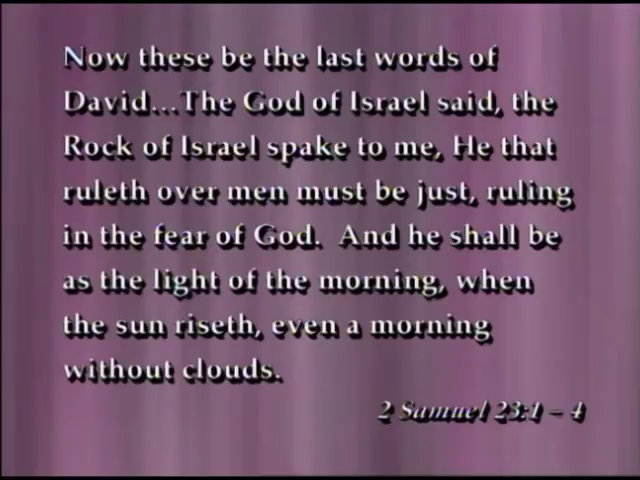 Now these be the last words of
David...The God of Israel said, the
Rock of Israel spake to me, He that
ruleth over men must be just, ruling
in the fear of God.  And he shall be
as the light of the morning, when
the sun riseth, even a morning
without clouds.
2 Samuel 23:1 – 4